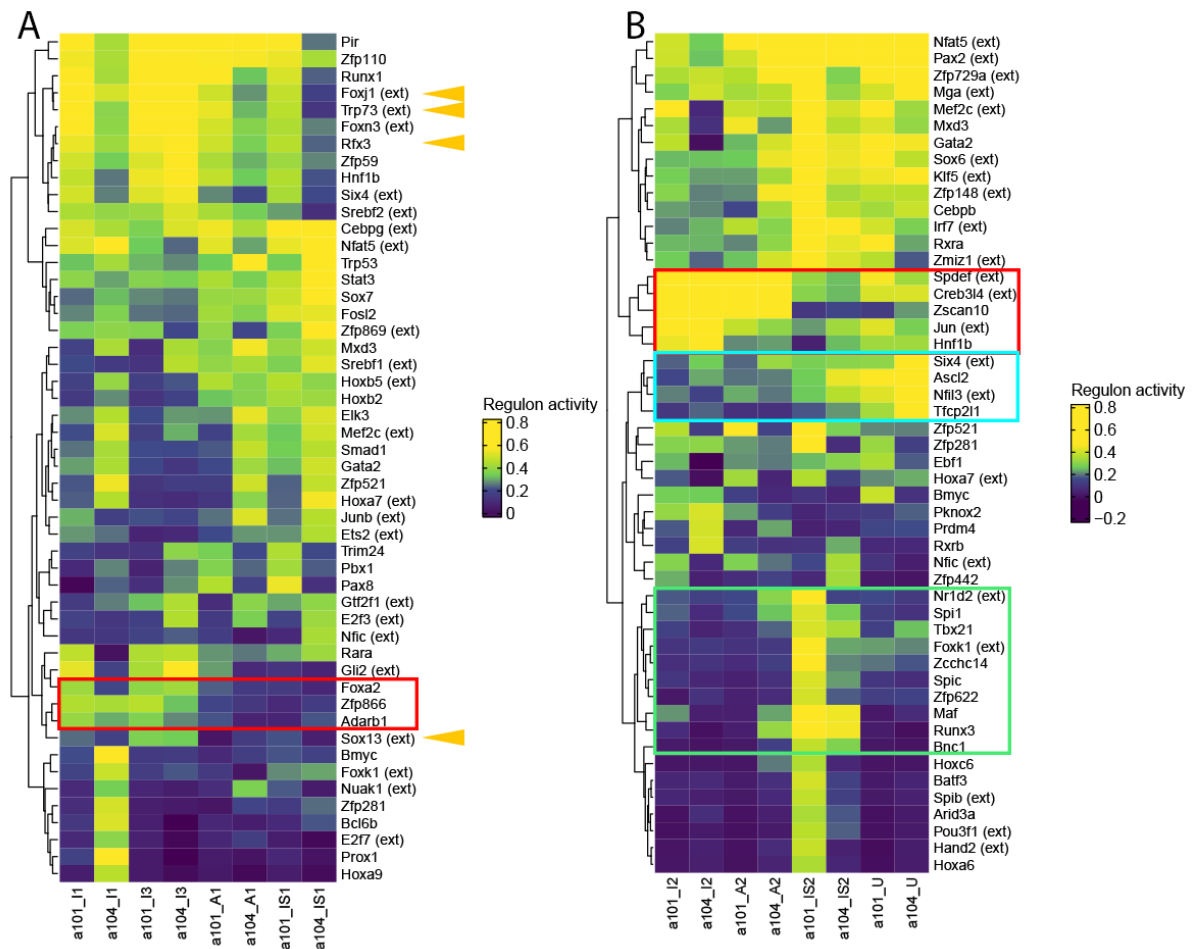 A
Pir
Zfp110
Runx1
Foxj1 (ext)
Trp73 (ext)
Foxn3 (ext)
Rfx3
Zfp59
Hnf1b
Six4 (ext)
Srebf2 (ext)
Cebpg (ext)
Nfat5 (ext)
Trp53
Stat3
Sox7
Fosl2
Zfp869 (ext)
Mxd3
Srebf1 (ext)
Hoxb5 (ext)
Hoxb2
Elk3
Mef2c (ext)
Smad1
Gata2
Zfp521
Hoxa7 (ext)
Junb (ext)
Ets2 (ext)
Trim24
Pbx1
Pax8
Gtf2f1 (ext)
E2f3 (ext)
Nfic (ext)
Rara
Gli2 (ext)
Foxa2
Zfp866
Adarb1
Sox13 (ext)
Bmyc
Foxk1 (ext)
Nuak1 (ext)
Zfp281
Bcl6b
E2f7 (ext)
Prox1
Hoxa9
a101_I1
a104_I1
a101_I3
a104_I3
a101_A1
a104_A1
a101_IS1
a104_IS1
Regulon activity
0.8
0.6
0.4
0.2
0
B
Nfat5 (ext)
Pax2 (ext)
Zfp729a (ext)
Mga (ext)
Mef2c (ext)
Mxd3
Gata2
Sox6 (ext)
Klf5 (ext)
Zfp148 (ext)
Cebpb
Irf7 (ext)
Rxra
Zmiz1 (ext)
Spdef (ext)
Creb3l4 (ext)
Zscan10
Jun (ext)
Hnf1b
Six4 (ext)
Ascl2
Nfil3 (ext)
Tfcp2l1
Zfp521
Zfp281
Ebf1
Hoxa7 (ext)
Bmyc
Pknox2
Prdm4
Rxrb
Nfic (ext)
Zfp442
Nr1d2 (ext)
Spi1
Tbx21
Foxk1 (ext)
Zcchc14
Spic
Zfp622
Maf
Runx3
Bnc1
Hoxc6
Batf3
Spib (ext)
Arid3a
Pou3f1 (ext)
Hand2 (ext)
Hoxa6
a101_I2
a104_I2
a101_A2
a104_A2
a101_IS2
a104_IS2
a101_U
a104_U
Regulon activity
0.8
0.6
0.4
0.2
0
−0.2